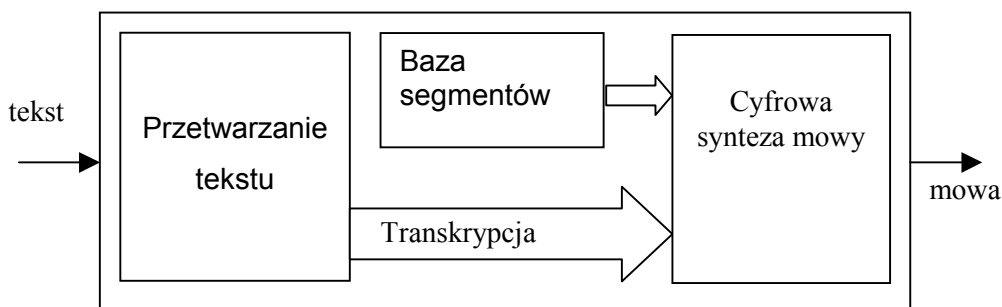 tekst
Przetwarzanie
tekstu
Baza
segmentów
Transkrypcja
Cyfrowa
synteza mowy
mowa